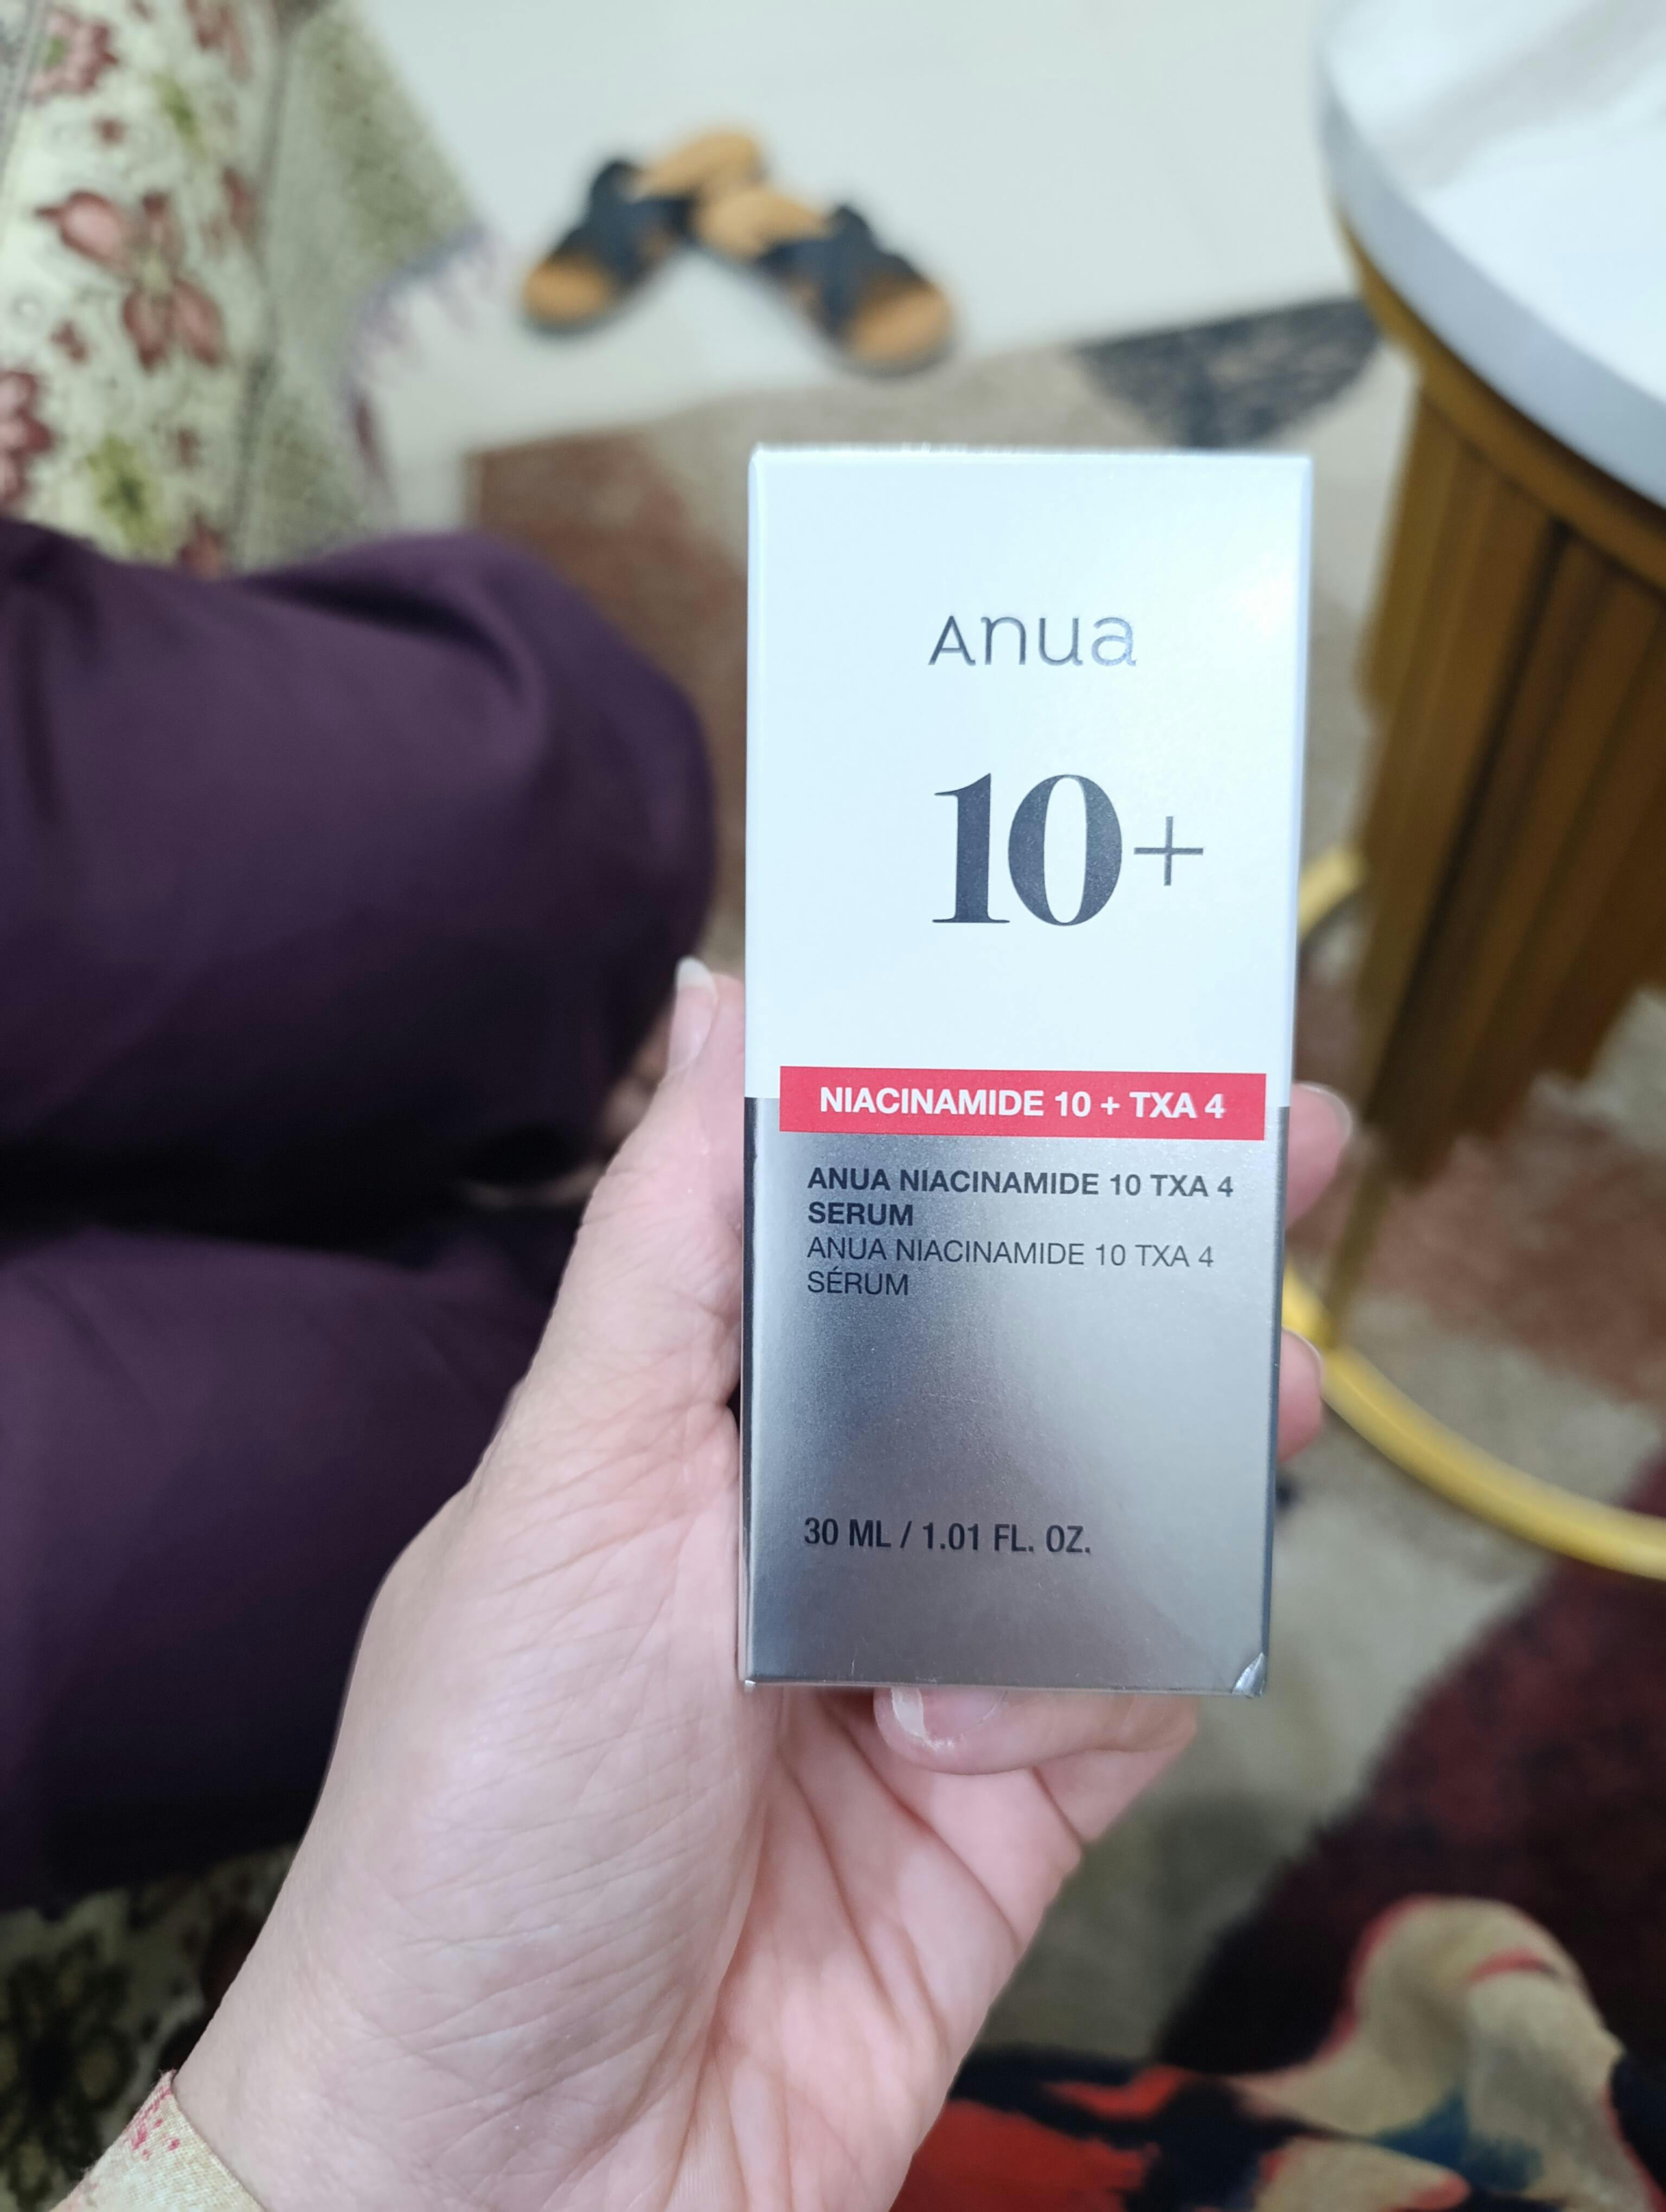 Anua
10+
NIACINAMIDE 10 + TXA 4
ANUA NIACINAMIDE 10 TXA 4
SERUM
ANUA NIACINAMIDE 10 TXA 4
SÉRUM
30 ML / 1.01 FL. OZ.